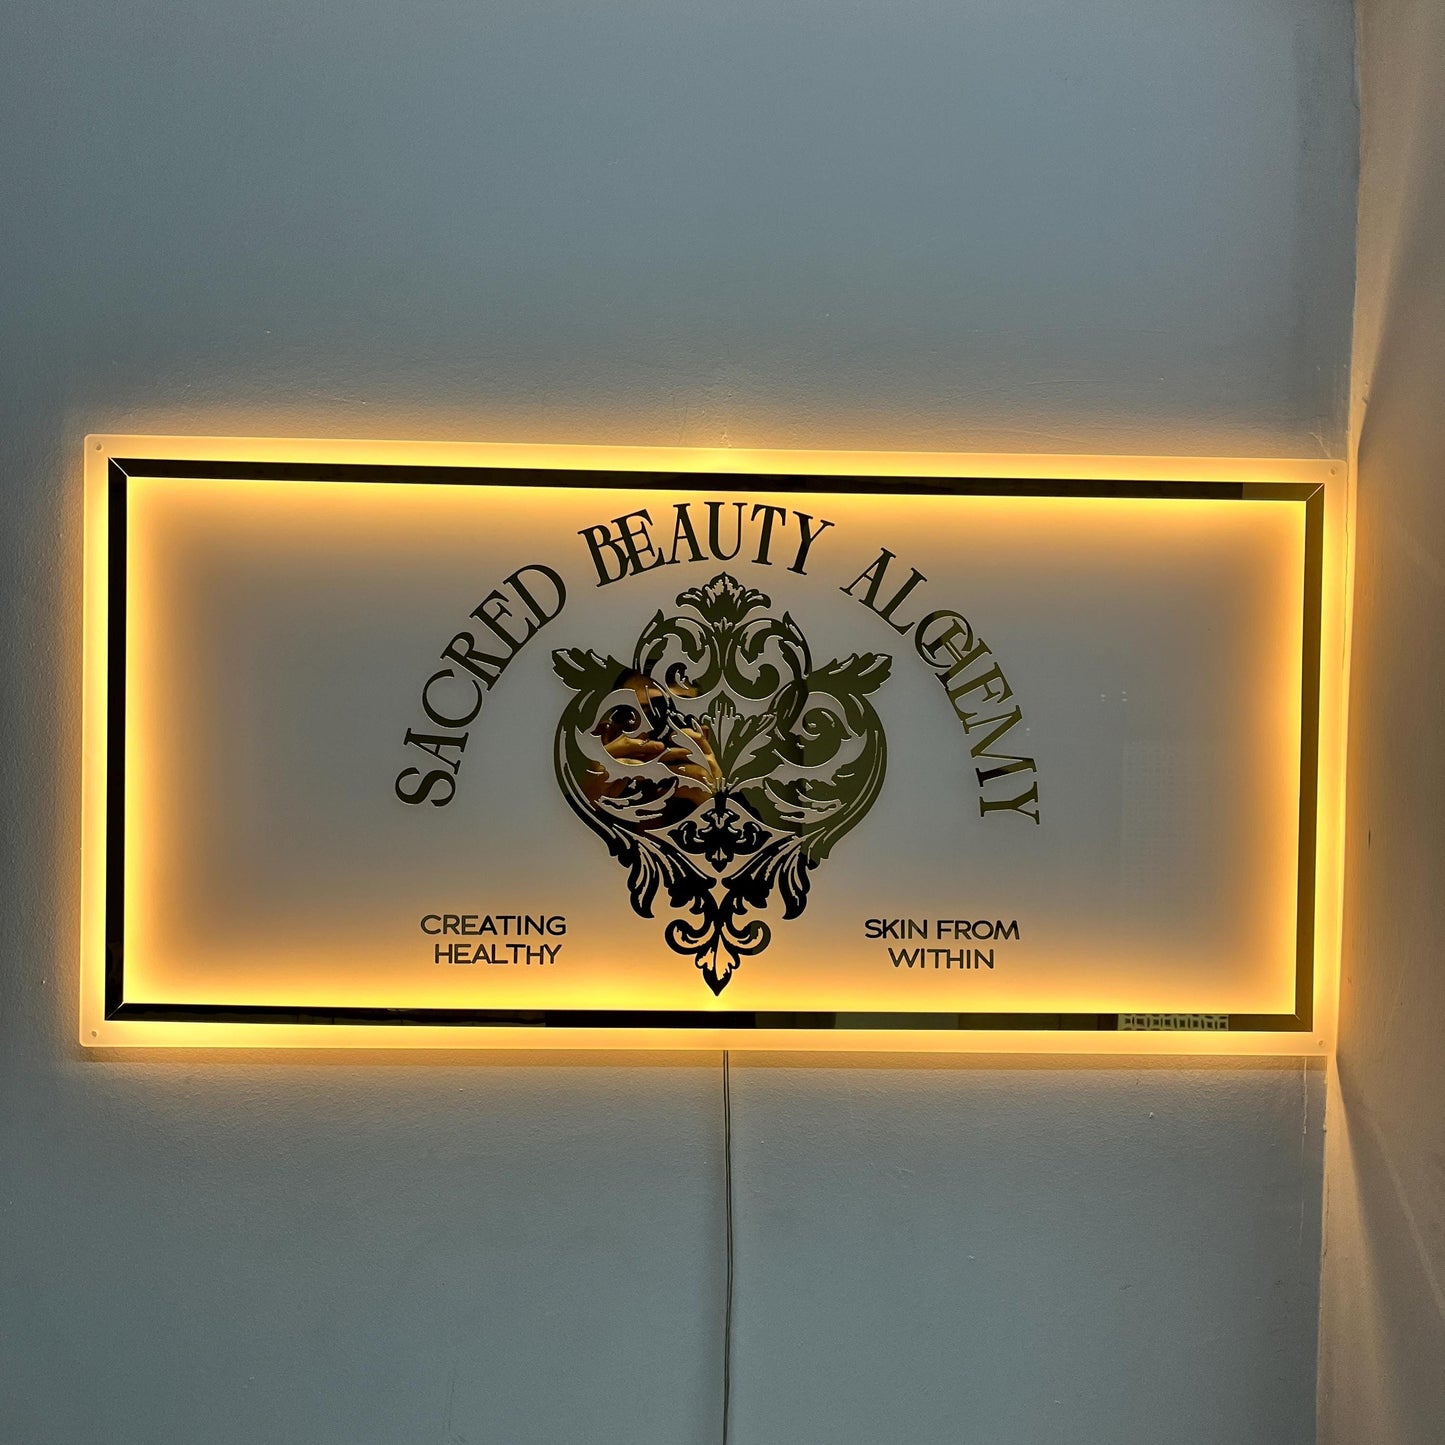 SACRED BEAUTY ALCHEMY
CREATING
HEALTHY
SKIN FROM
WITHIN